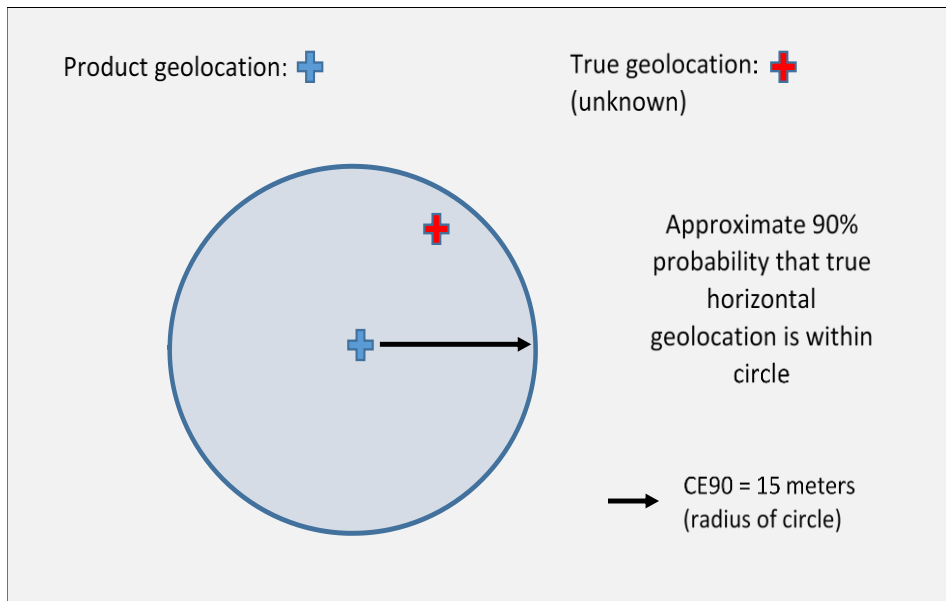 Product geolocation:
True geolocation:
(unknown)
Approximate 90%
probability that true
horizontal
geolocation is within
circle
CE90 = 15 meters
(radius of circle)